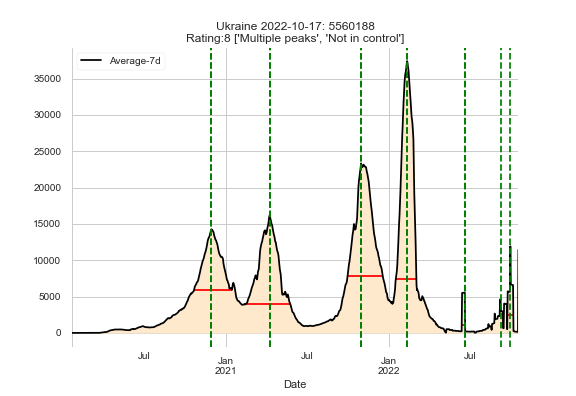 Ukraine 2022-10-17: 5560188
Rating:8 ['Multiple peaks', 'Not in control']
Average-7d
35000
30000
25000
20000
15000
10000
5000
0
Jul
Jan
2021
Jul
Jan
2022
Jul
Date